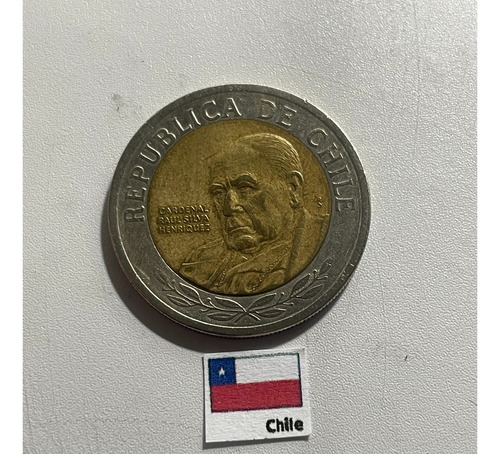 REPUBLICA DE CHILE
CARDENAL
RAUL SILVA
HENRIQUEZ
Chile